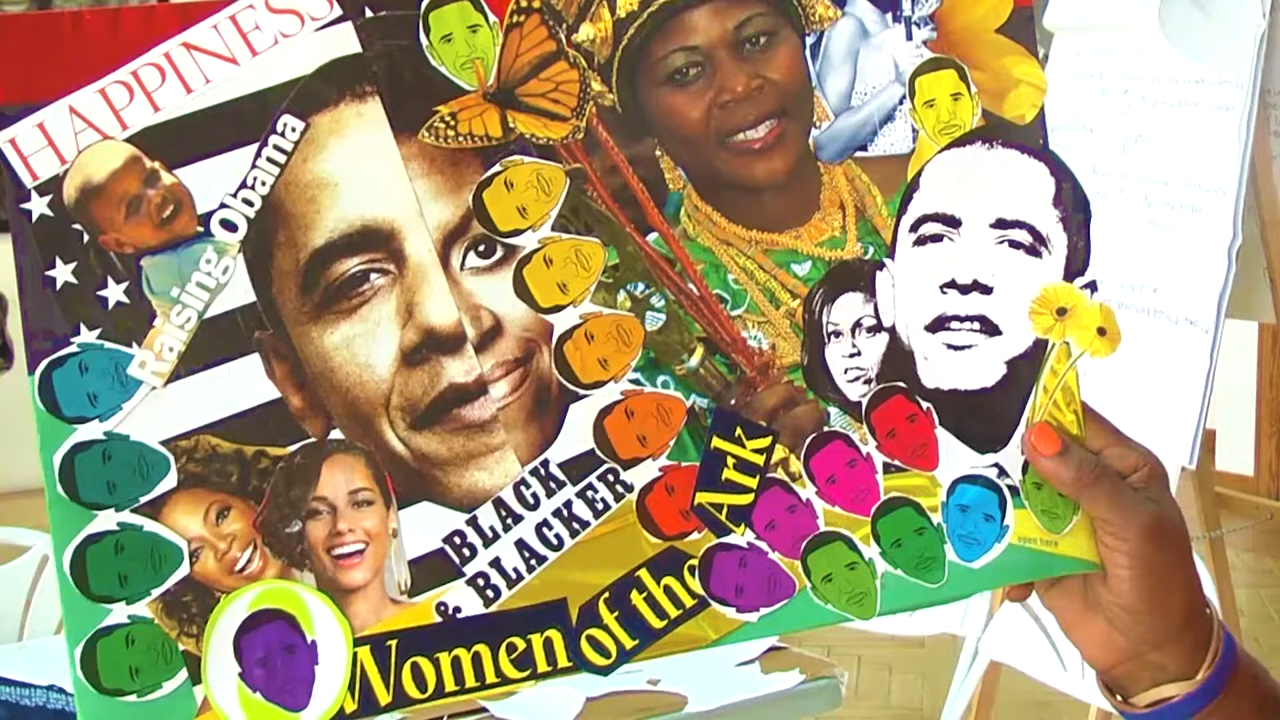 HAPPINESS
Raising Obama
BLACK
& BLACKER
Women of the
Ark
open here